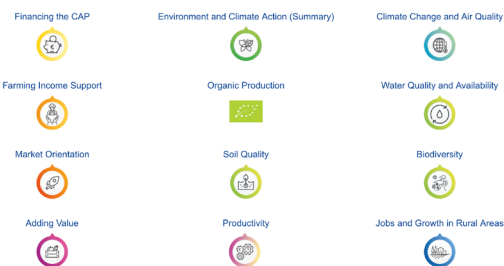 Financing the CAP
Environment and Climate Action (Summary)
Climate Change and Air Quality
Farming Income Support
Organic Production
Water Quality and Availability
Market Orientation
Soil Quality
Biodiversity
Adding Value
Productivity
Jobs and Growth in Rural Areas